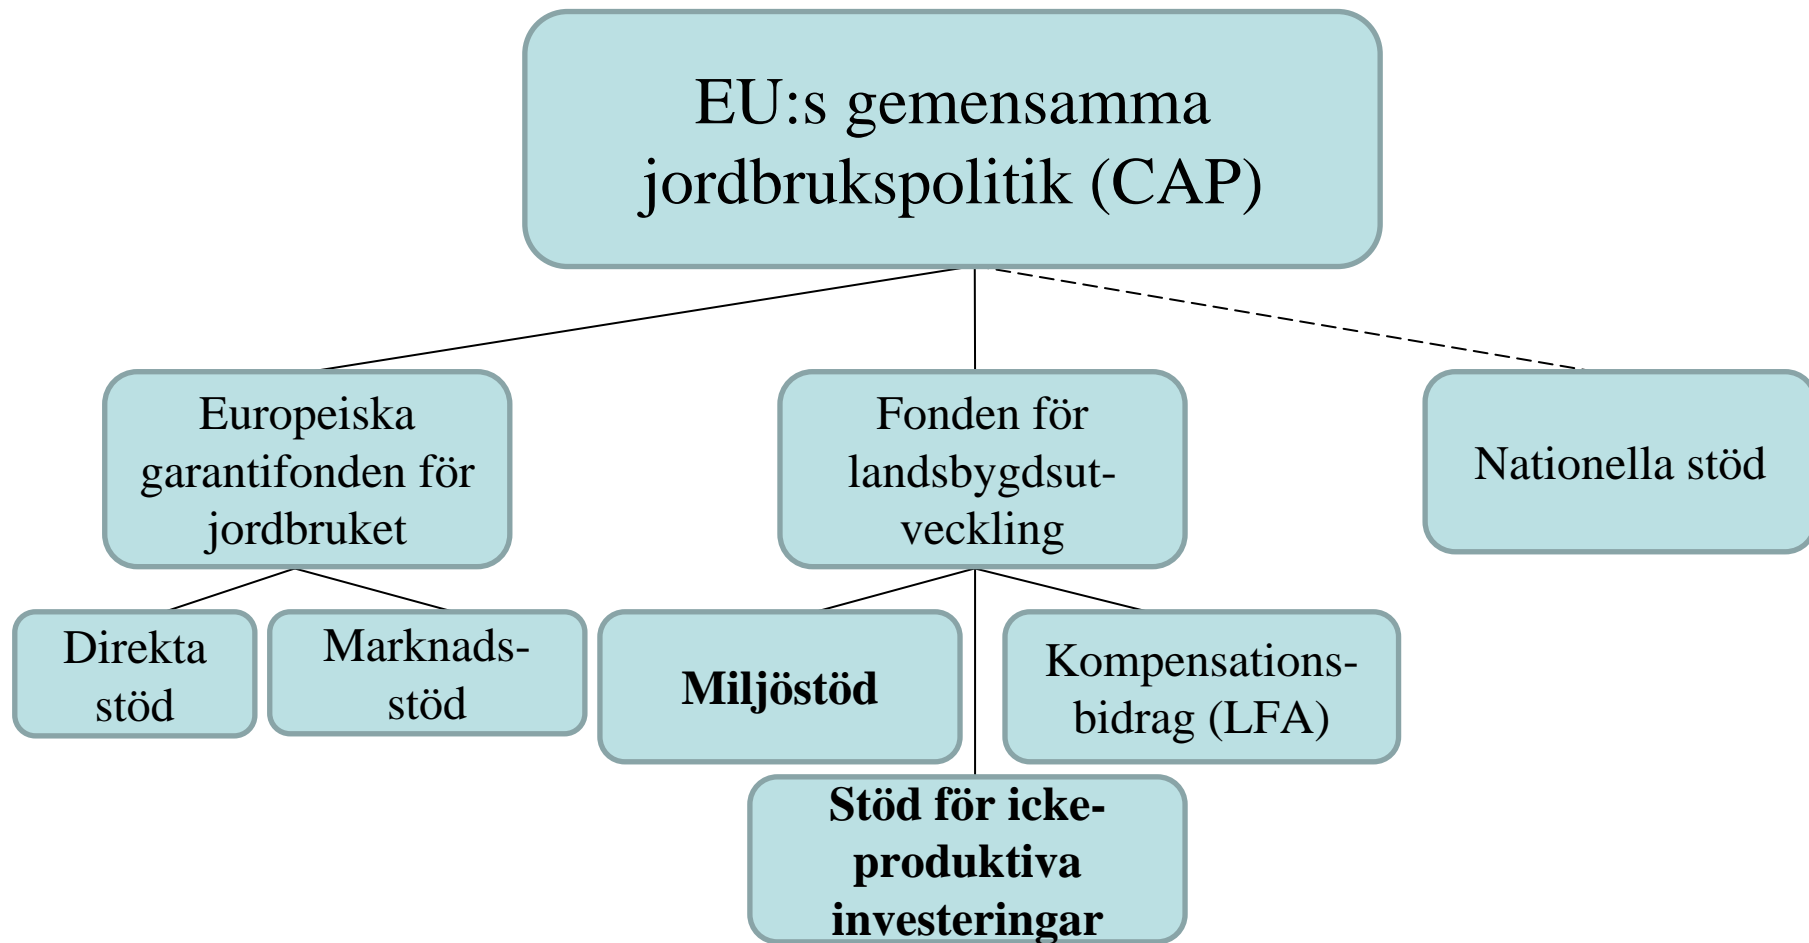 EU:s gemensamma
jordbrukspolitik (CAP)
Europeiska
garantifonden för
jordbruket
Fonden för
landsbygdsut-
veckling
Nationella stöd
Direkta
stöd
Marknads-
stöd
Miljöstöd
Kompensations-
bidrag (LFA)
Stöd för icke-
produktiva
investeringar